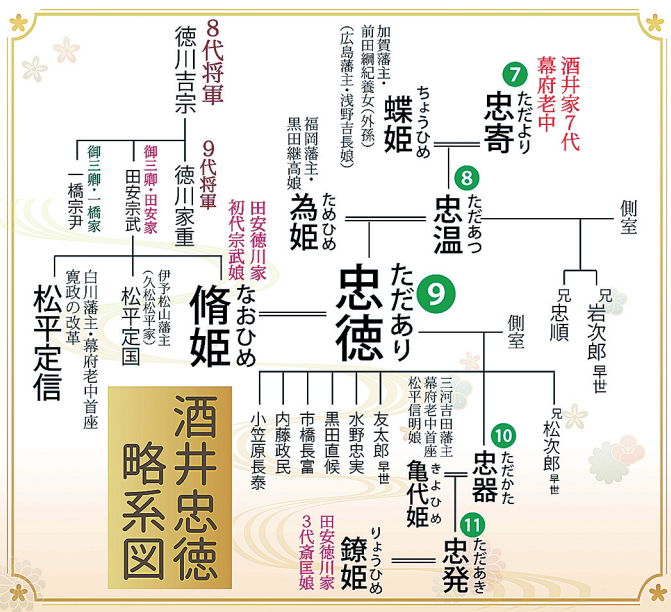 酒井家7代
幕府老中
⑦
忠寄
ただより
蝶姫
ちょうひめ
加賀藩主・
前田綱紀養女(外孫)
(広島藩主・浅野吉長娘)
8代将軍
徳川吉宗
9代将軍
徳川家重
御三卿・田安家
田安宗武
御三卿・一橋家
一橋宗尹
⑧
忠温
ただあつ
側室
兄
岩次郎 早世
兄
忠順
為姫
ためひめ
福岡藩主・
黒田継高娘
⑨
忠徳
ただあり
側室
脩姫
なおひめ
田安徳川家
初代宗武娘
伊予松山藩主
(久松松平家)
松平定国
白川藩主・幕府老中首座
寛政の改革
松平定信
兄
松次郎 早世
⑩
忠器
ただかた
三河吉田藩主
幕府老中首座
松平信明娘
亀代姫
きよひめ
友太郎 早世
水野忠実
黒田直候
市橋長富
内藤政民
小笠原長泰
⑪
忠発
ただあき
鐐姫
りょうひめ
田安徳川家
3代斎匡娘
酒井忠徳
略系図